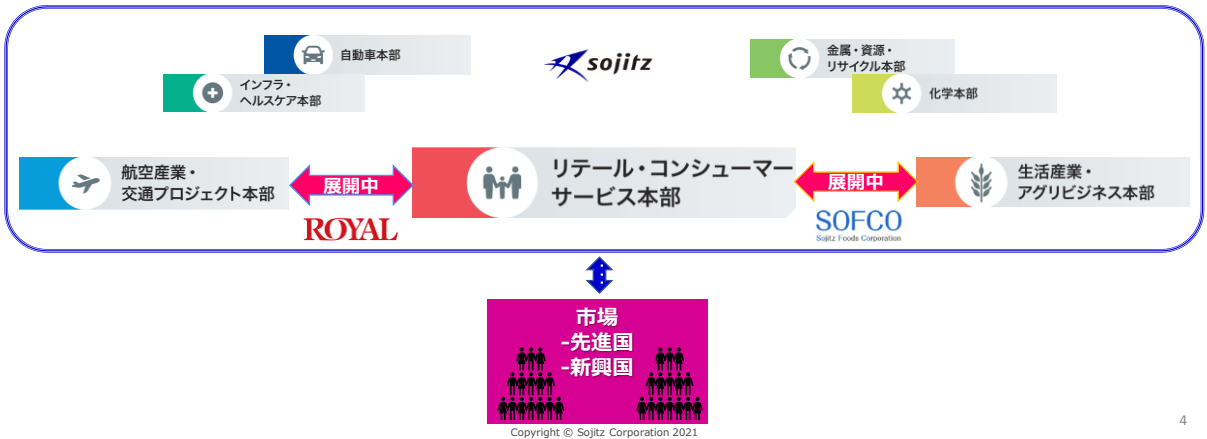 自動車本部
sojitz
金属・資源・
リサイクル本部
インフラ・
ヘルスケア本部
化学本部
航空産業・
交通プロジェクト本部
展開中
ROYAL
リテール・コンシューマー
サービス本部
展開中
SOFCO
Sojitz Foods Corporation
生活産業・
アグリビジネス本部
市場
-先進国
-新興国
Copyright © Sojitz Corporation 2021
4